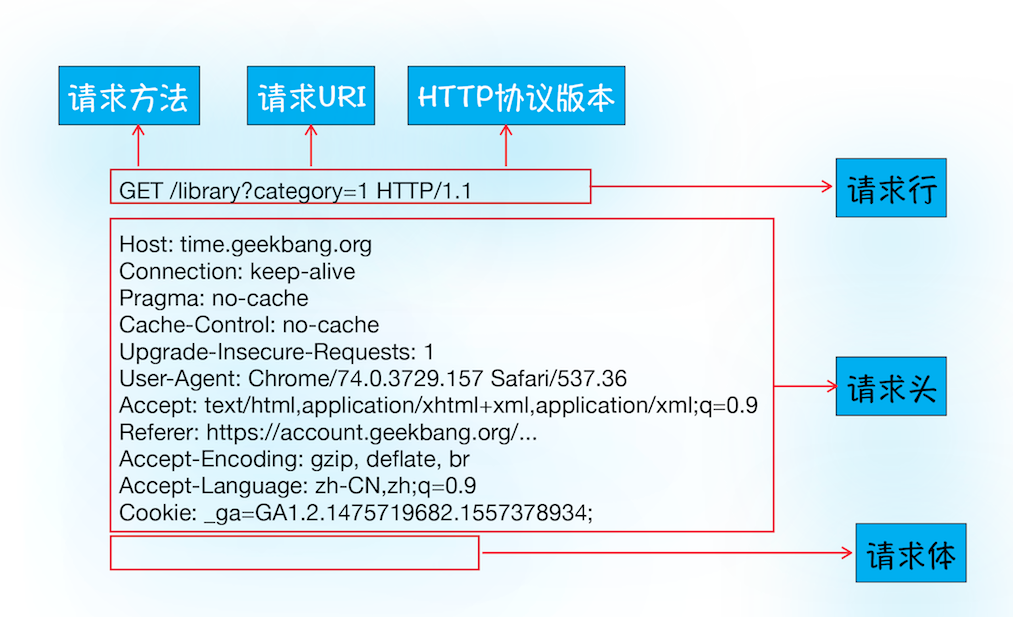 请求方法 请求URI HTTP协议版本
GET /library?category=1 HTTP/1.1
请求行
Host: time.geekbang.org
Connection: keep-alive
Pragma: no-cache
Cache-Control: no-cache
Upgrade-Insecure-Requests: 1
User-Agent: Chrome/74.0.3729.157 Safari/537.36
Accept: text/html,application/xhtml+xml,application/xml;q=0.9
Referer: https://account.geekbang.org/...
Accept-Encoding: gzip, deflate, br
Accept-Language: zh-CN,zh;q=0.9
Cookie: _ga=GA1.2.1475719682.1557378934;
请求头
请求体